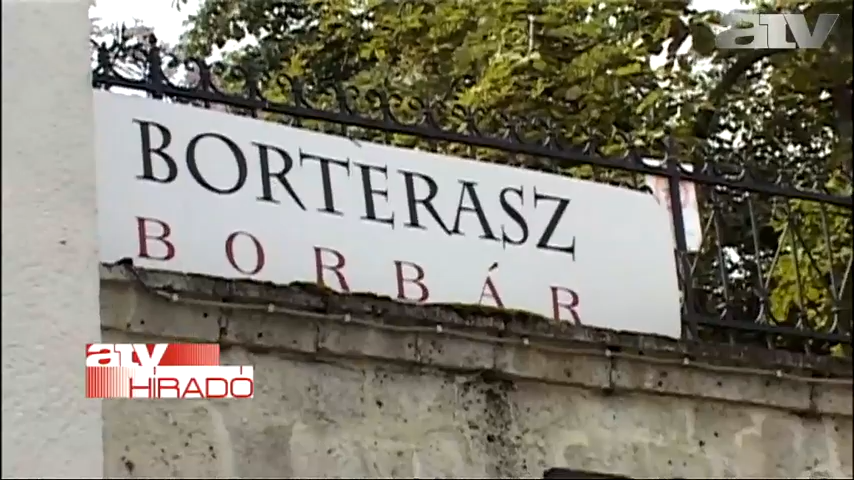 atv
BORTERASZ
BORBÁR
atv
HÍRADÓ